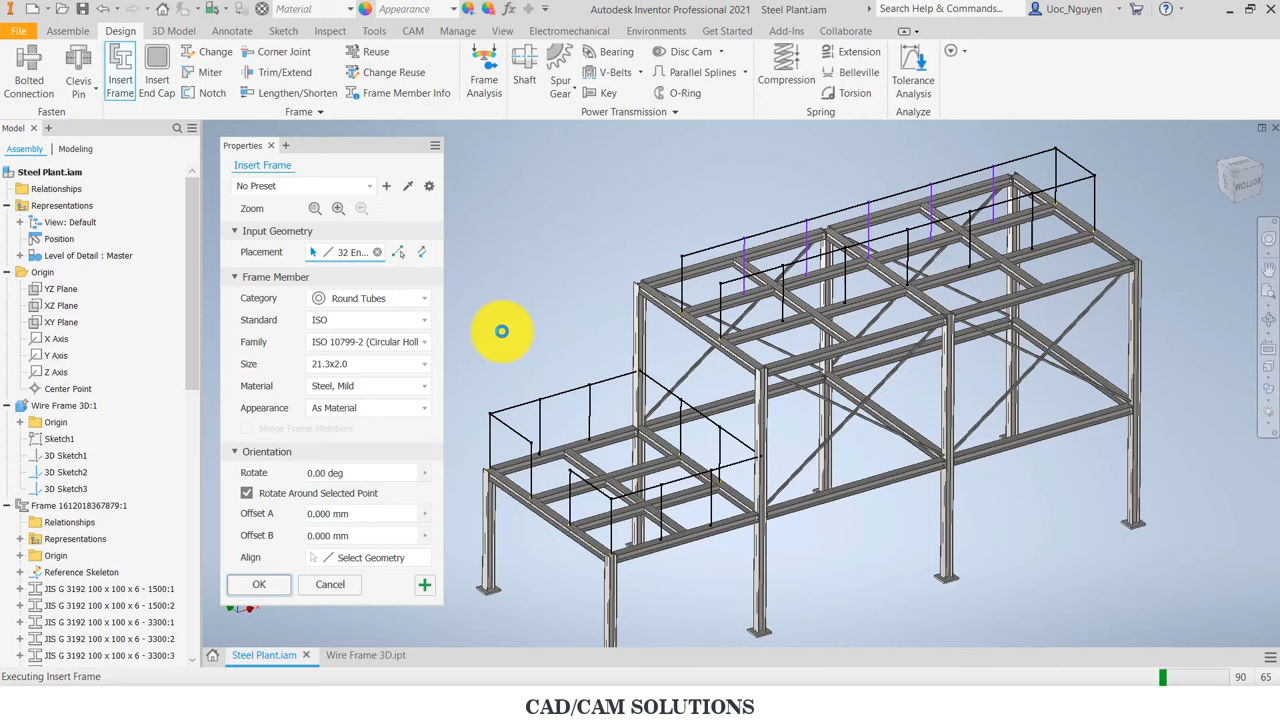 Material
Appearance
Autodesk Inventor Professional 2021 Steel Plant.iam
Search Help & Commands...
Uoc_Nguyen
File
Assemble
Design
3D Model
Annotate
Sketch
Inspect
Tools
CAM
Manage
View
Electromechanical
Environments
Get Started
Add-Ins
Collaborate
Bolted Connection
Clevis Pin
Insert Frame
Insert End Cap
Change
Miter
Notch
Corner Joint
Trim/Extend
Lengthen/Shorten
Reuse
Change Reuse
Frame Member Info
Frame Analysis
Shaft
Spur Gear
Bearing
V-Belts
Key
Disc Cam
Parallel Splines
O-Ring
Compression
Extension
Belleville
Torsion
Tolerance Analysis
Fasten
Frame
Power Transmission
Spring
Analyze
Model
Assembly
Modeling
Steel Plant.iam
Relationships
Representations
View: Default
Position
Level of Detail : Master
Origin
YZ Plane
XZ Plane
XY Plane
X Axis
Y Axis
Z Axis
Center Point
Wire Frame 3D:1
Origin
Sketch1
3D Sketch1
3D Sketch2
3D Sketch3
Frame 1612018367879:1
Relationships
Representations
Origin
Reference Skeleton
JIS G 3192 100 x 100 x 6 - 1500:1
JIS G 3192 100 x 100 x 6 - 1500:2
JIS G 3192 100 x 100 x 6 - 3300:1
JIS G 3192 100 x 100 x 6 - 3300:2
JIS G 3192 100 x 100 x 6 - 3300:3
Properties
Insert Frame
No Preset
Zoom
Input Geometry
Placement 32 En...
Frame Member
Category Round Tubes
Standard ISO
Family ISO 10799-2 (Circular Holl
Size 21.3x2.0
Material Steel, Mild
Appearance As Material
Merge Frame Members
Orientation
Rotate 0.00 deg
Rotate Around Selected Point
Offset A 0.000 mm
Offset B 0.000 mm
Align Select Geometry
OK Cancel
Steel Plant.iam
Wire Frame 3D.ipt
Executing Insert Frame
90 65
CAD/CAM SOLUTIONS